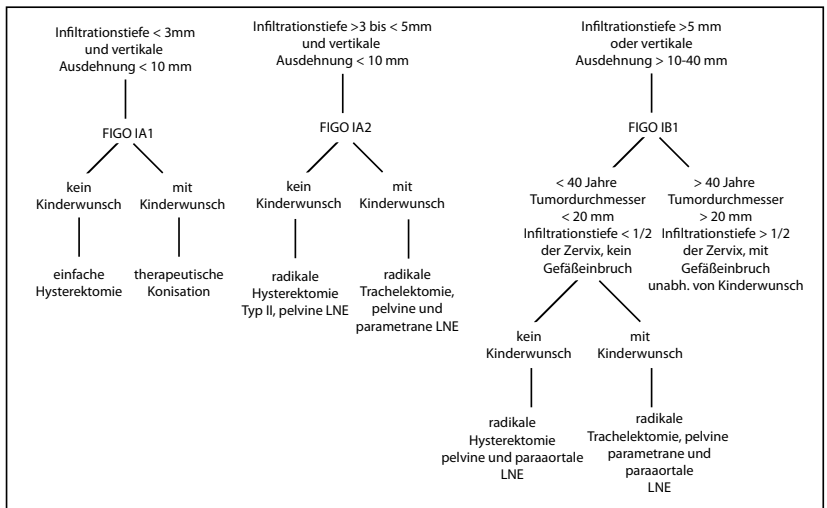 Infiltrationstiefe < 3mm
und vertikale
Ausdehnung < 10 mm
FIGO IA1
kein
Kinderwunsch
mit
Kinderwunsch
einfache
Hysterektomie
therapeutische
Konisation
Infiltrationstiefe >3 bis < 5mm
und vertikale
Ausdehnung < 10 mm
FIGO IA2
kein
Kinderwunsch
mit
Kinderwunsch
radikale
Hysterektomie
Typ II, pelvine LNE
radikale
Trachelektomie,
pelvine und
parametrane LNE
Infiltrationstiefe >5 mm
oder vertikale
Ausdehnung > 10-40 mm
FIGO IB1
< 40 Jahre
Tumordurchmesser
< 20 mm
Infiltrationstiefe < 1/2
der Zervix, kein
Gefäßeinbruch
> 40 Jahre
Tumordurchmesser
> 20 mm
Infiltrationstiefe > 1/2
der Zervix, mit
Gefäßeinbruch
unabh. von Kinderwunsch
kein
Kinderwunsch
mit
Kinderwunsch
radikale
Hysterektomie
pelvine und paraaortale
LNE
radikale
Trachelektomie, pelvine
parametrane und
paraaortale
LNE